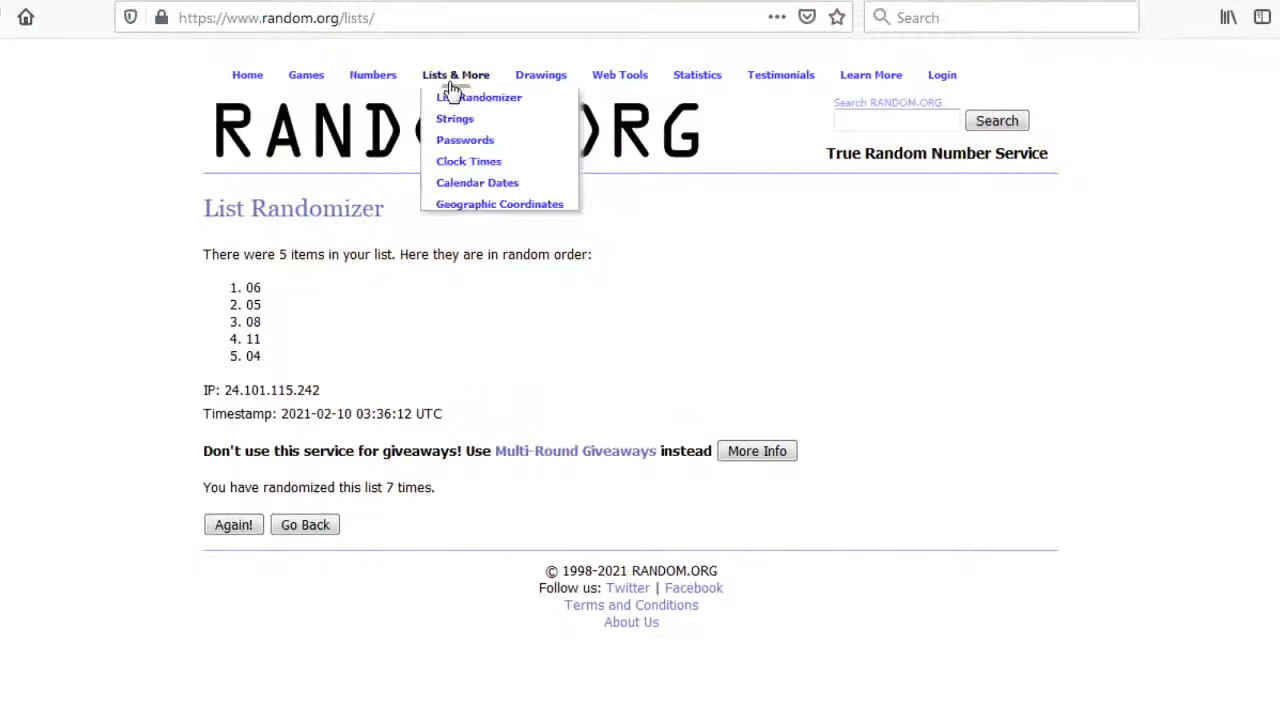 https://www.random.org/lists/
Search
Home Games Numbers Lists & More Drawings Web Tools Statistics Testimonials Learn More Login
Randomizer
Strings
Passwords
Clock Times
Calendar Dates
Geographic Coordinates
Search RANDOM.ORG
Search
True Random Number Service
List Randomizer
There were 5 items in your list. Here they are in random order:
1. 06
2. 05
3. 08
4. 11
5. 04
IP: 24.101.115.242
Timestamp: 2021-02-10 03:36:12 UTC
Don't use this service for giveaways! Use Multi-Round Giveaways instead More Info
You have randomized this list 7 times.
Again! Go Back
© 1998-2021 RANDOM.ORG
Follow us: Twitter | Facebook
Terms and Conditions
About Us